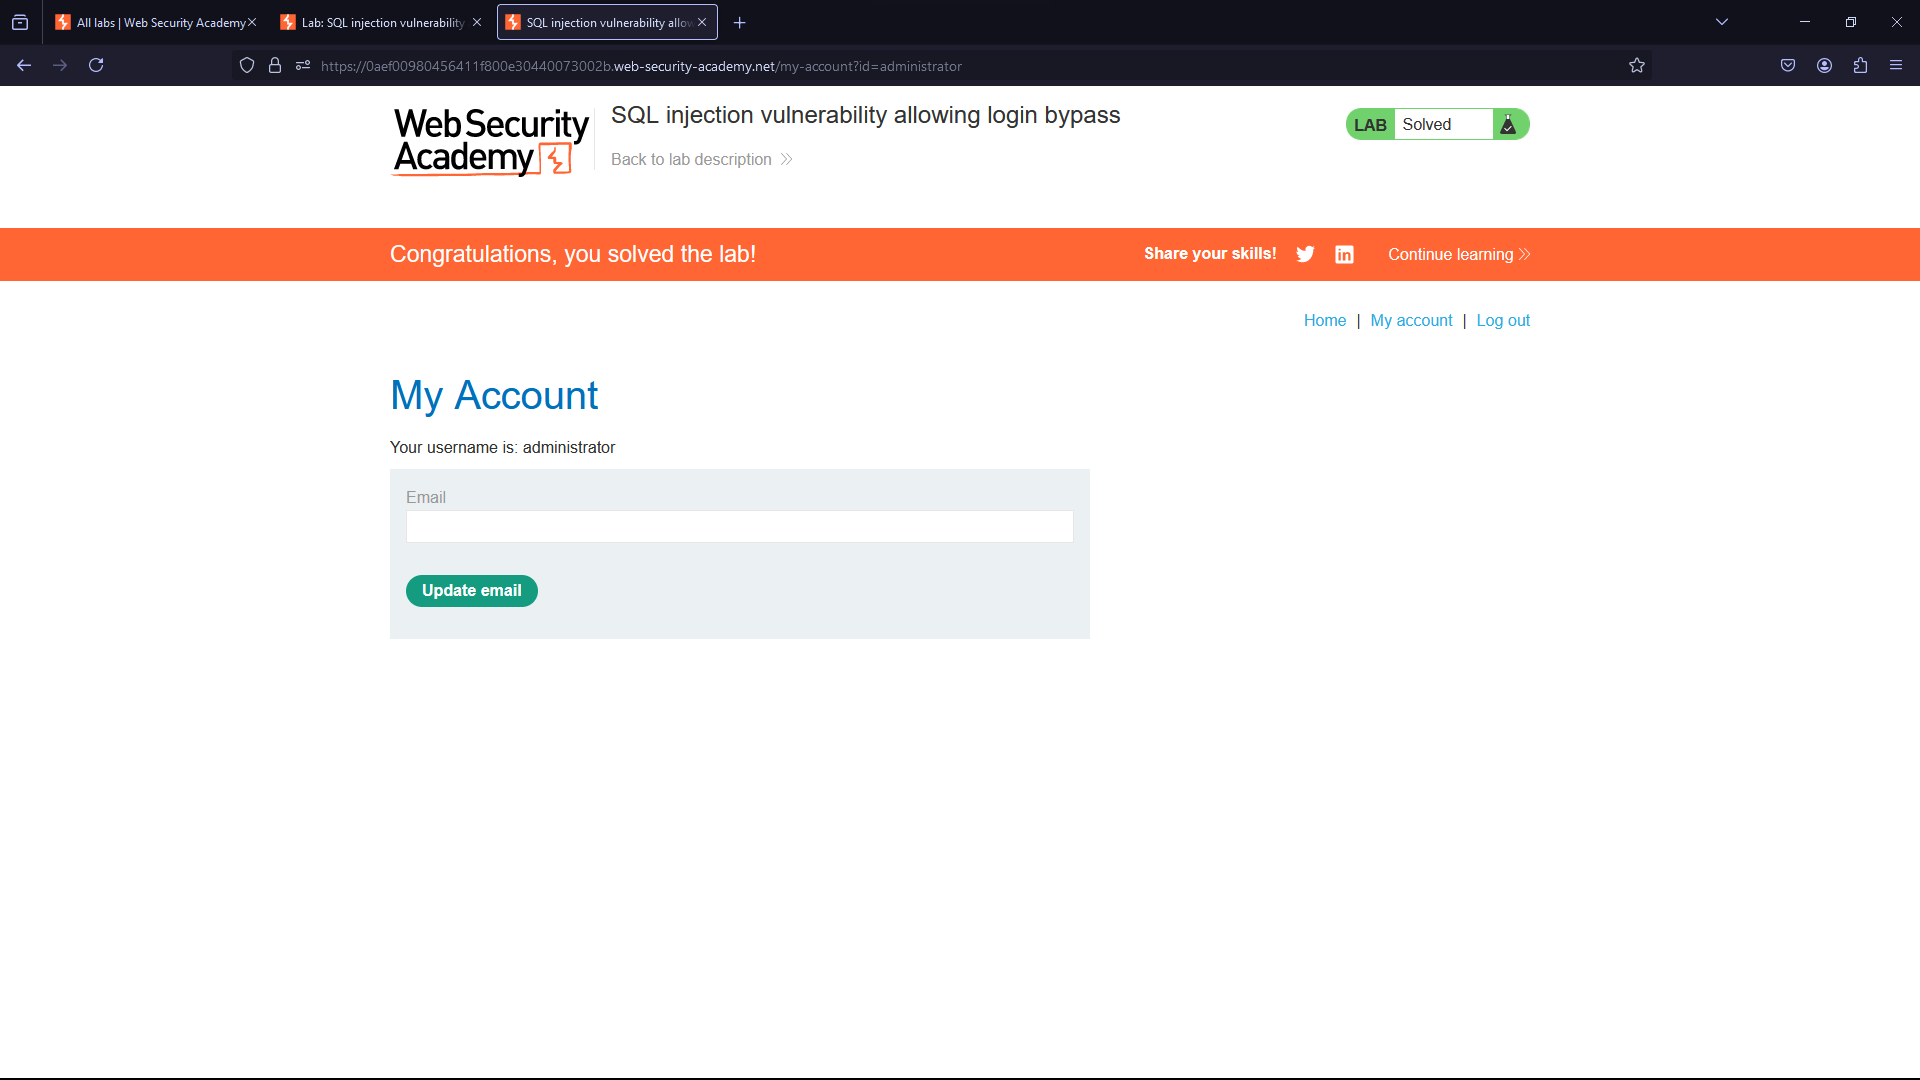 All labs | Web Security Academy
Lab: SQL injection vulnerability
SQL injection vulnerability allow
https://0aef00980456411f800e30440073002b.web-security-academy.net/my-account?id=administrator
Web Security Academy
SQL injection vulnerability allowing login bypass
Back to lab description
LAB Solved
Congratulations, you solved the lab!
Share your skills!
Continue learning
Home | My account | Log out
My Account
Your username is: administrator
Email
Update email